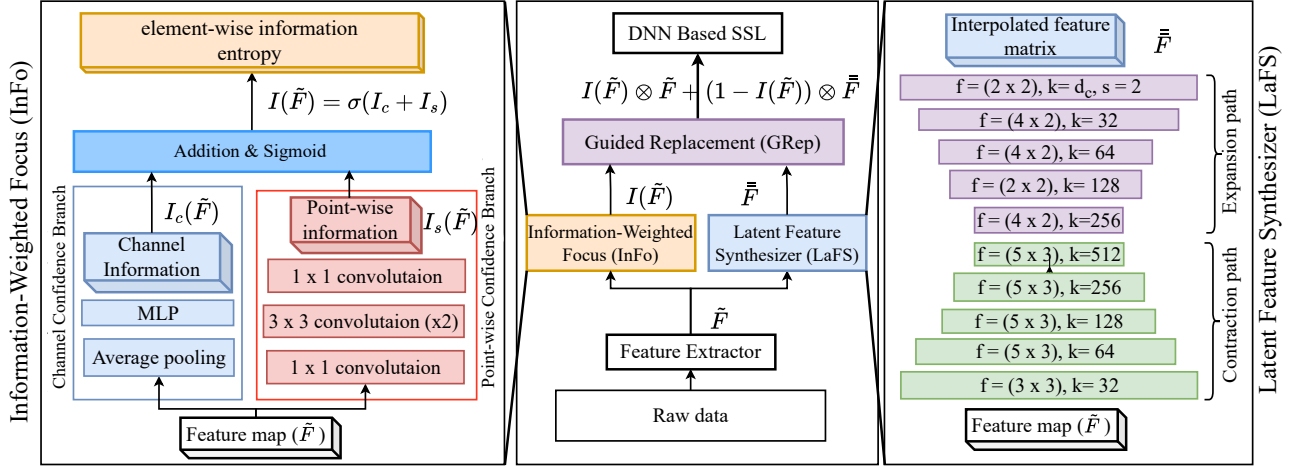 Information-Weighted Focus (InFo)
element-wise information
entropy
I(F̃) = σ(I_c + I_s)
Addition & Sigmoid
Channel Confidence Branch
I_c(F̃)
Channel
Information
MLP
Average pooling
Point-wise
information
I_s(F̃)
1 x 1 convolutaion
3 x 3 convolutaion (x2)
1 x 1 convolutaion
Point-wise Confidence Branch
Feature map (F̃)
DNN Based SSL
I(F̃) ⊗ F̃ + (1 - I(F̃)) ⊗ F̿
Guided Replacement (GRep)
I(F̃)
F̿
Information-Weighted
Focus (InFo)
Latent Feature
Synthesizer (LaFS)
F̃
Feature Extractor
Raw data
Interpolated feature
matrix
F̿
f = (2 x 2), k= d_c, s = 2
f = (4 x 2), k= 32
f = (4 x 2), k= 64
f = (2 x 2), k= 128
f = (4 x 2), k=256
Expansion path
f = (5 x 3), k=512
f = (5 x 3), k=256
f = (5 x 3), k= 128
f = (5 x 3), k= 64
f = (3 x 3), k= 32
Contraction path
Feature map (F̃)
Latent Feature Synthesizer (LaFS)